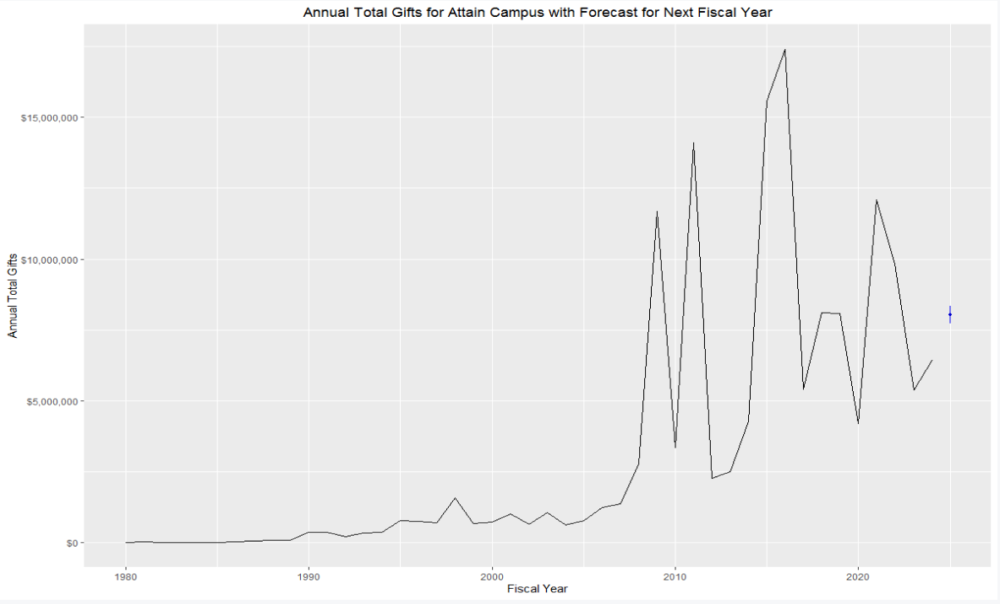 Annual Total Gifts for Attain Campus with Forecast for Next Fiscal Year
$15,000,000
$10,000,000
$5,000,000
$0
Annual Total Gifts
1980 1990 2000 2010 2020
Fiscal Year